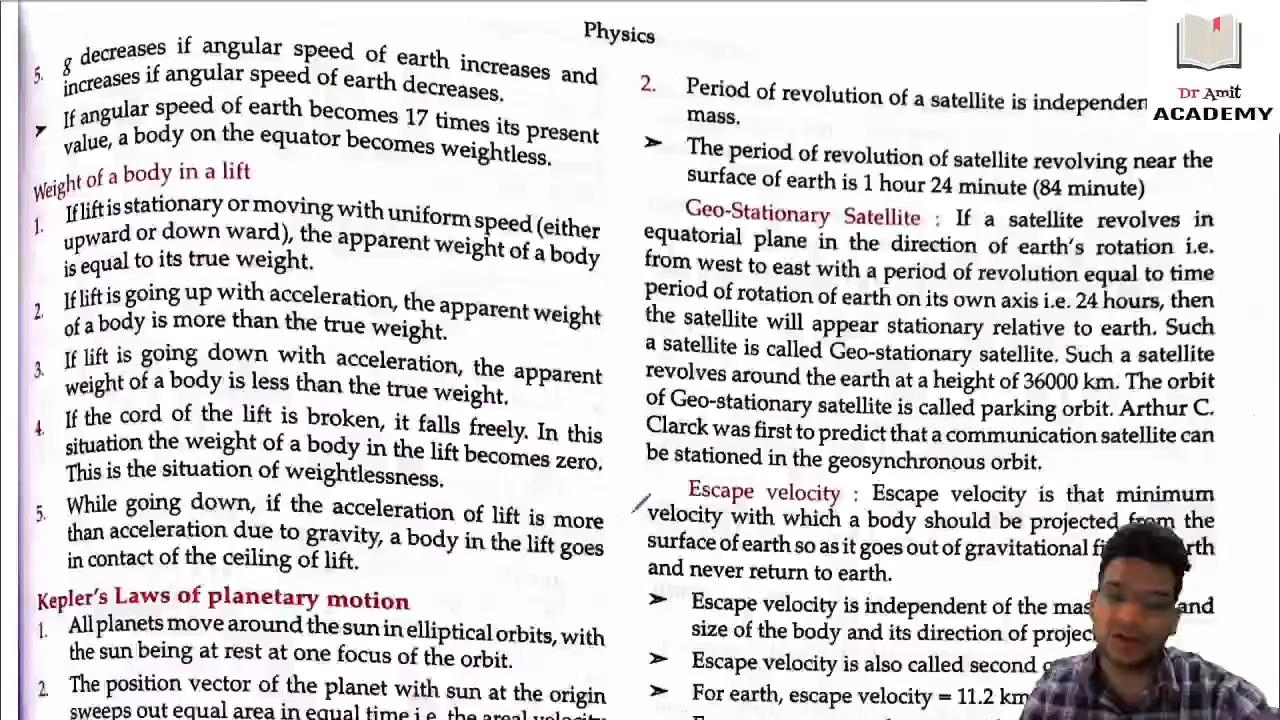 Physics
5. g decreases if angular speed of earth increases and
increases if angular speed of earth decreases.
➤ If angular speed of earth becomes 17 times its present
value, a body on the equator becomes weightless.
Weight of a body in a lift
1. If lift is stationary or moving with uniform speed (either
upward or down ward), the apparent weight of a body
is equal to its true weight.
2. If lift is going up with acceleration, the apparent weight
of a body is more than the true weight.
3. If lift is going down with acceleration, the apparent
weight of a body is less than the true weight.
4. If the cord of the lift is broken, it falls freely. In this
situation the weight of a body in the lift becomes zero.
This is the situation of weightlessness.
5. While going down, if the acceleration of lift is more
than acceleration due to gravity, a body in the lift goes
in contact of the ceiling of lift.
Kepler's Laws of planetary motion
1. All planets move around the sun in elliptical orbits, with
the sun being at rest at one focus of the orbit.
2. The position vector of the planet with sun at the origin
sweeps out equal area in equal time i.e. the areal velocity
2. Period of revolution of a satellite is independen
mass.
➤ The period of revolution of satellite revolving near the
surface of earth is 1 hour 24 minute (84 minute)
Geo-Stationary Satellite : If a satellite revolves in
equatorial plane in the direction of earth's rotation i.e.
from west to east with a period of revolution equal to time
period of rotation of earth on its own axis i.e. 24 hours, then
the satellite will appear stationary relative to earth. Such
a satellite is called Geo-stationary satellite. Such a satellite
revolves around the earth at a height of 36000 km. The orbit
of Geo-stationary satellite is called parking orbit. Arthur C.
Clarck was first to predict that a communication satellite can
be stationed in the geosynchronous orbit.
Escape velocity : Escape velocity is that minimum
velocity with which a body should be projected from the
surface of earth so as it goes out of gravitational fi rth
and never return to earth.
➤ Escape velocity is independent of the mas and
size of the body and its direction of projec
➤ Escape velocity is also called second
➤ For earth, escape velocity = 11.2 km
Dr Amit
ACADEMY